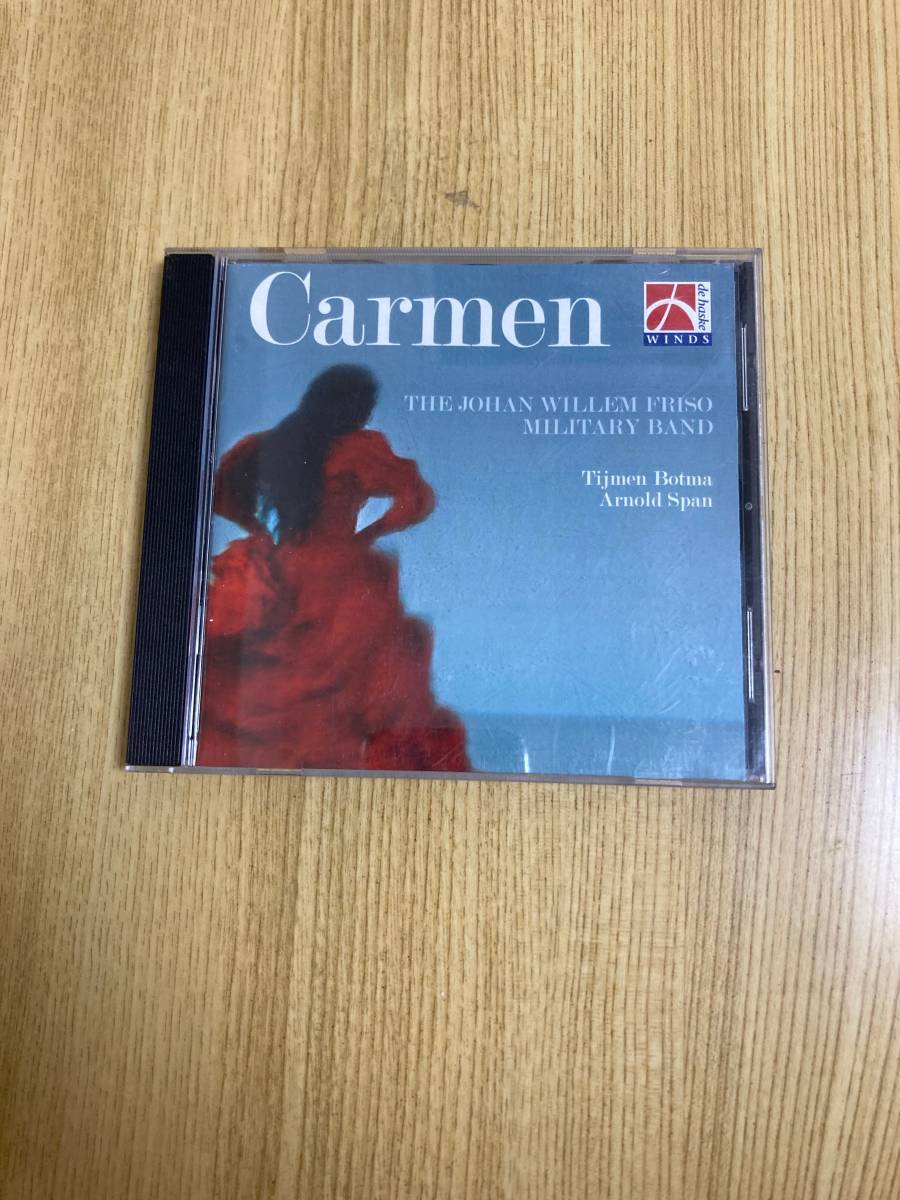 Carmen
de haske
WINDS
THE JOHAN WILLEM FRISO
MILITARY BAND
Tijmen Botma
Arnold Span